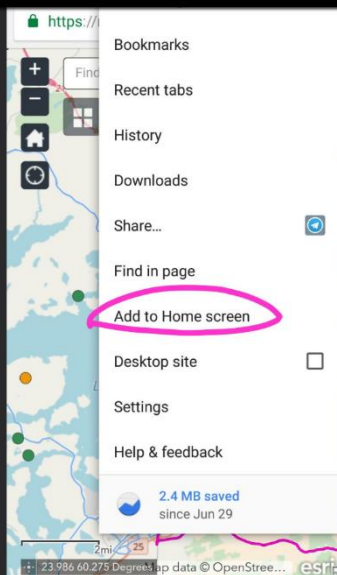 https://
Find
Bookmarks
Recent tabs
History
Downloads
Share...
Find in page
Add to Home screen
Desktop site
Settings
Help & feedback
2.4 MB saved
since Jun 29
2mi
25
23.986 60.275 Degrees
ap data © OpenStree... esri